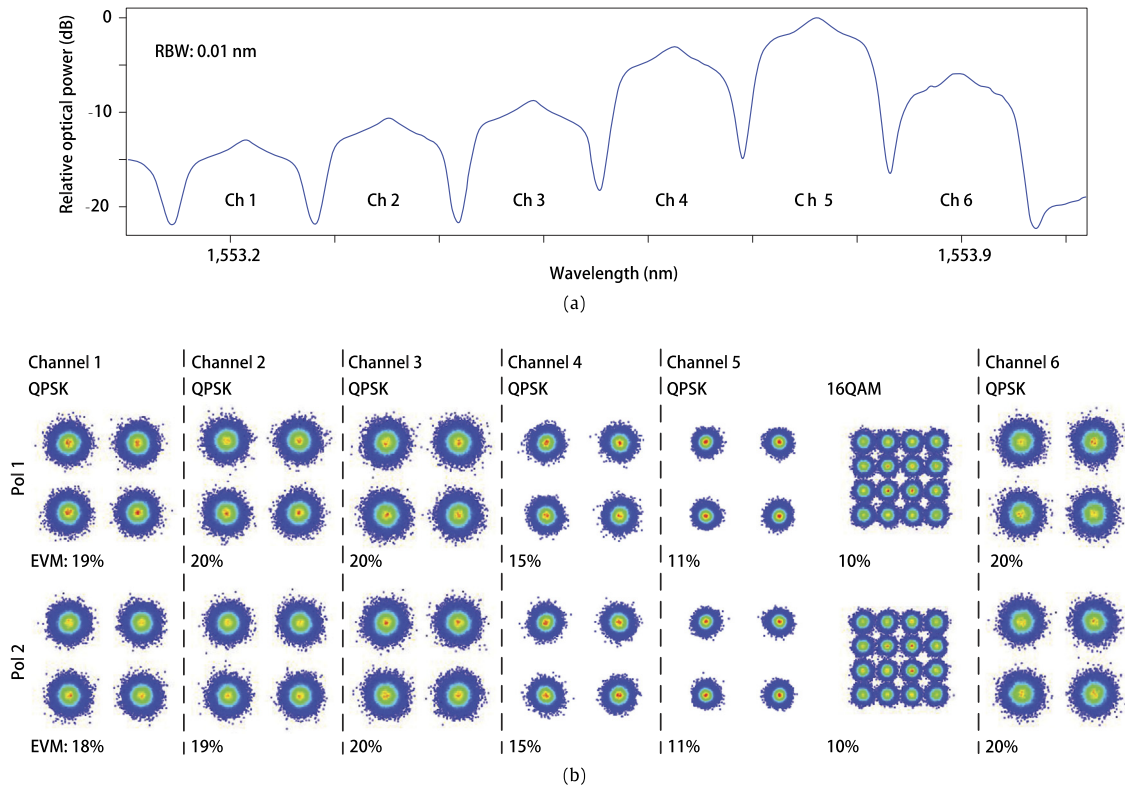 Relative optical power (dB)
0
-10
-20
RBW: 0.01 nm
Ch 1
Ch 2
Ch 3
Ch 4
Ch 5
Ch 6
1,553.2
1,553.9
Wavelength (nm)
(a)
Channel 1
QPSK
Channel 2
QPSK
Channel 3
QPSK
Channel 4
QPSK
Channel 5
QPSK
16QAM
Channel 6
QPSK
Pol 1
EVM: 19%
20%
20%
15%
11%
10%
20%
Pol 2
EVM: 18%
19%
20%
15%
11%
10%
20%
(b)